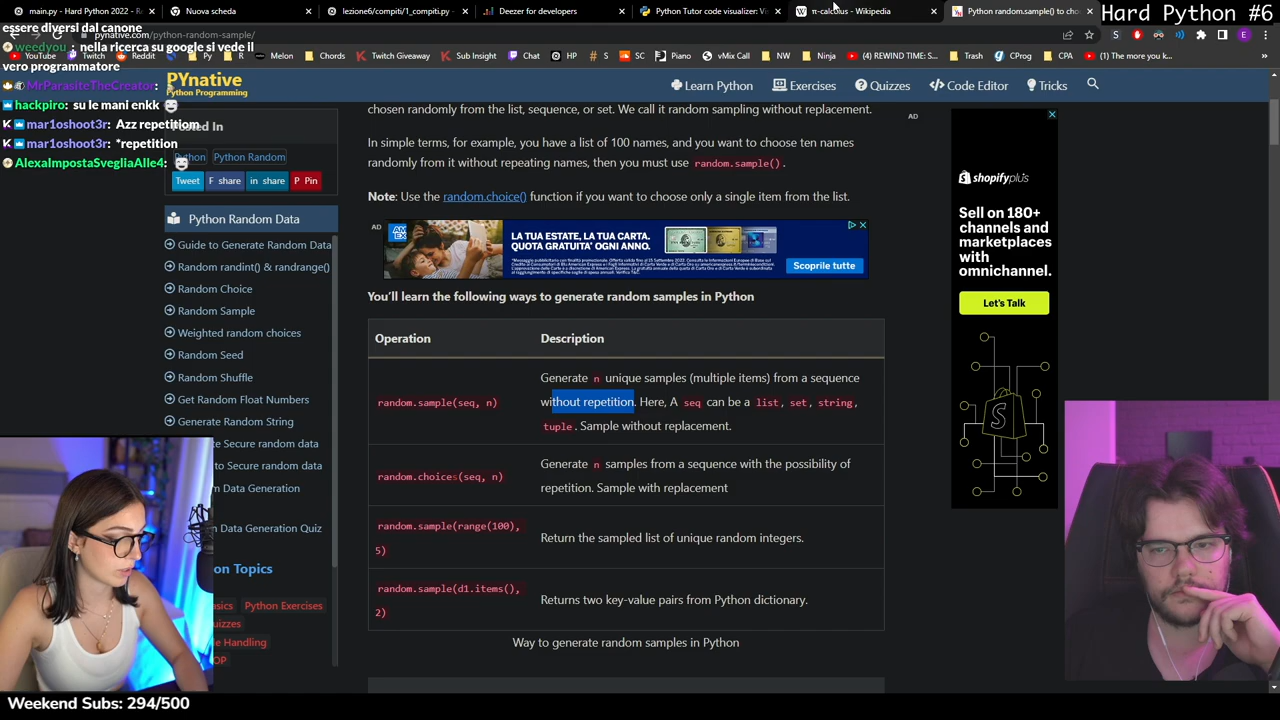 main.py - Hard Python 2022 - R
Nuova scheda
lezione6/compiti/1_compiti.py -
Deezer for developers
Python Tutor code visualizer: Vi
π-calculus - Wikipedia
Python random.sample() to cho
Hard Python #6
pynative.com/python-random-sample/
YouTube
Twitch
P
R
Kitchup
Sub Insight
P
SC
Chat
vMix Call
NW
Ninja
(4) REWIND TIME: S
Trash
CProg
CPA
(1) The more you k
essere diversi dal canone
weedyou : nella ricerca su google si vede il
vero programmatore
MrParasiteTheCreator:
hackpiro: su le mani enkk
mar1oshoot3r: Azz repetitiom
mar1oshoot3r: *repetition
AlexaImpostaSvegliaAlle4:
PYnative
Python Programming
Learn Python
Exercises
Quizzes
Code Editor
Tricks
Posted In
Python
Python Random
Tweet
F share
in share
P Pin
Python Random Data
Guide to Generate Random Data
Random randint() & randrange()
Random Choice
Random Sample
Weighted random choices
Random Seed
Random Shuffle
Get Random Float Numbers
Generate Random String
e Secure random data
to Secure random data
m Data Generation
Data Generation Quiz
on Topics
asics
Python Exercises
uizzes
e Handling
OP
chosen randomly from the list, sequence, or set. We call it random sampling without replacement.
In simple terms, for example, you have a list of 100 names, and you want to choose ten names
randomly from it without repeating names, then you must use random.sample().
Note: Use the random.choice() function if you want to choose only a single item from the list.
AD
LA TUA ESTATE, LA TUA CARTA.
QUOTA GRATUITA* OGNI ANNO.
Scoprile tutte
You'll learn the following ways to generate random samples in Python
Operation
Description
random.sample(seq, n)
Generate n unique samples (multiple items) from a sequence
without repetition. Here, A seq can be a list, set, string,
tuple. Sample without replacement.
random.choices(seq, n)
Generate n samples from a sequence with the possibility of
repetition. Sample with replacement
random.sample(range(100),
5)
Return the sampled list of unique random integers.
random.sample(d1.items(),
2)
Returns two key-value pairs from Python dictionary.
Way to generate random samples in Python
AD
shopifyplus
Sell on 180+
channels and
marketplaces
with
omnichannel.
Let's Talk
Weekend Subs: 294/500